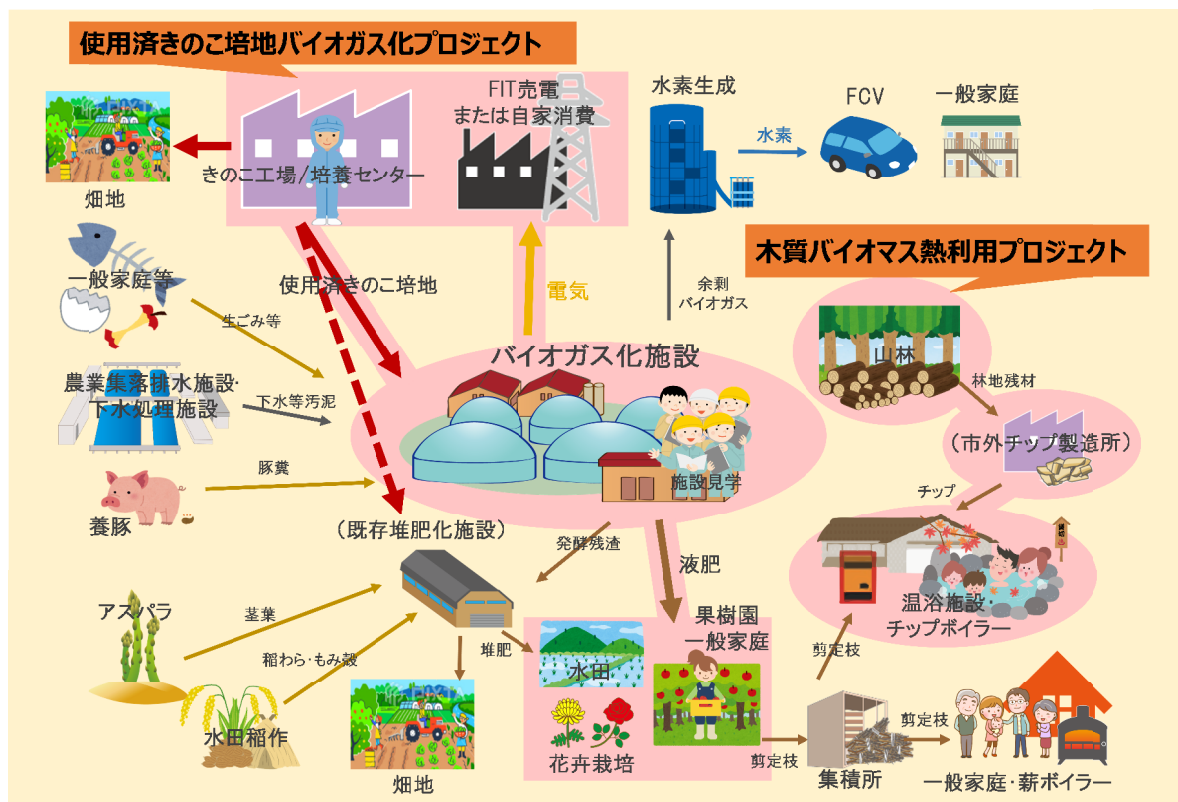 使用済きのこ培地バイオガス化プロジェクト
FIT売電
または自家消費
水素生成
FCV
一般家庭
水素
きのこ工場/培養センター
畑地
木質バイオマス熱利用プロジェクト
一般家庭等
使用済きのこ培地
電気
余剰
バイオガス
生ごみ等
バイオガス化施設
山林
林地残材
農業集落排水施設・
下水処理施設
下水等汚泥
(市外チップ製造所)
豚糞
施設見学
チップ
養豚
(既存堆肥化施設)
発酵残渣
液肥
温浴施設・
チップボイラー
アスパラ
茎葉
果樹園
一般家庭
堆肥
剪定枝
稲わら・もみ殻
水田
水田稲作
剪定枝
畑地
花卉栽培
剪定枝
集積所
一般家庭・薪ボイラー